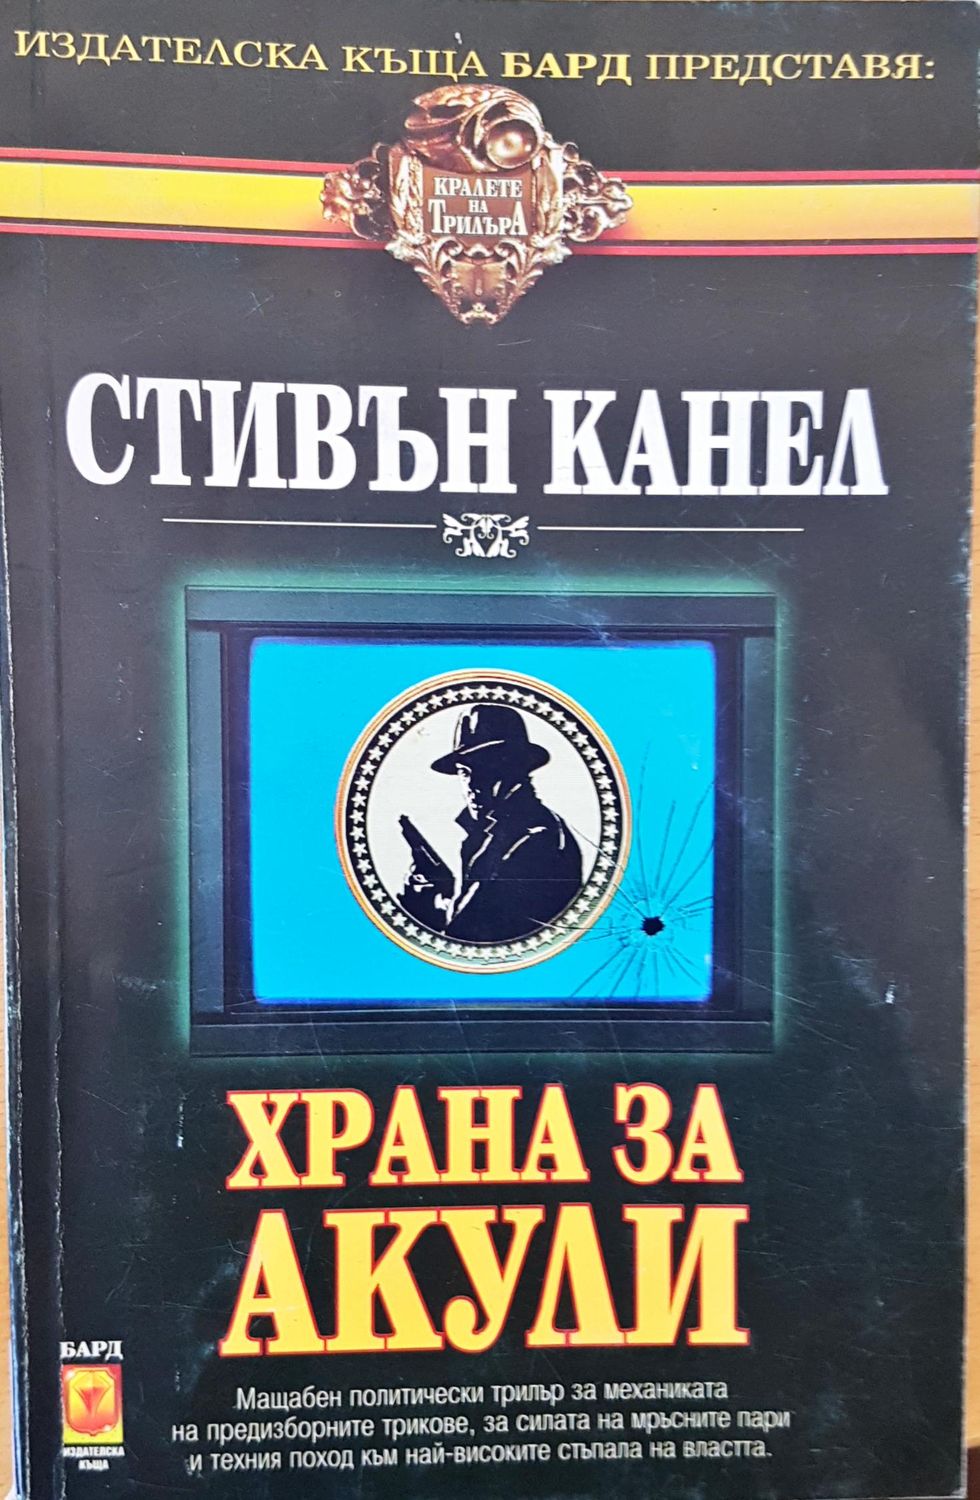 ИЗДАТЕЛСКА КЪЩА БАРД ПРЕДСТАВЯ:
КРАЛЕТЕ
НА
ТРИЛЪРА
СТИВЪН КАНЕЛ
ХРАНА ЗА
АКУЛИ
БАРД
ИЗДАТЕЛСКА
КЪЩА
Мащабен политически трилър за механиката
на предизборните трикове, за силата на мръсните пари
и техния поход към най-високите стъпала на властта.